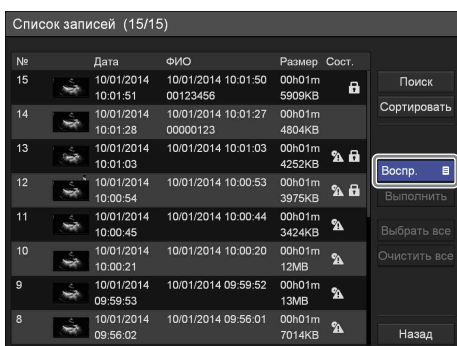 Список записей (15/15)
№ Дата ФИО Размер Сост.
15 10/01/2014 10/01/2014 10:01:50 00h01m
10:01:51 00123456 5909KB
14 10/01/2014 10/01/2014 10:01:27 00h01m
10:01:28 00000123 4804KB
13 10/01/2014 10/01/2014 10:01:03 00h01m
10:01:03 4252KB
12 10/01/2014 10/01/2014 10:00:53 00h01m
10:00:54 3975KB
11 10/01/2014 10/01/2014 10:00:44 00h01m
10:00:45 3424KB
10 10/01/2014 10/01/2014 10:00:20 00h01m
10:00:21 12MB
9 10/01/2014 10/01/2014 09:59:52 00h01m
09:59:53 13MB
8 10/01/2014 10/01/2014 09:56:01 00h01m
09:56:02 7014KB
Поиск
Сортировать
Воспр.
Выполнить
Выбрать все
Очистить все
Назад